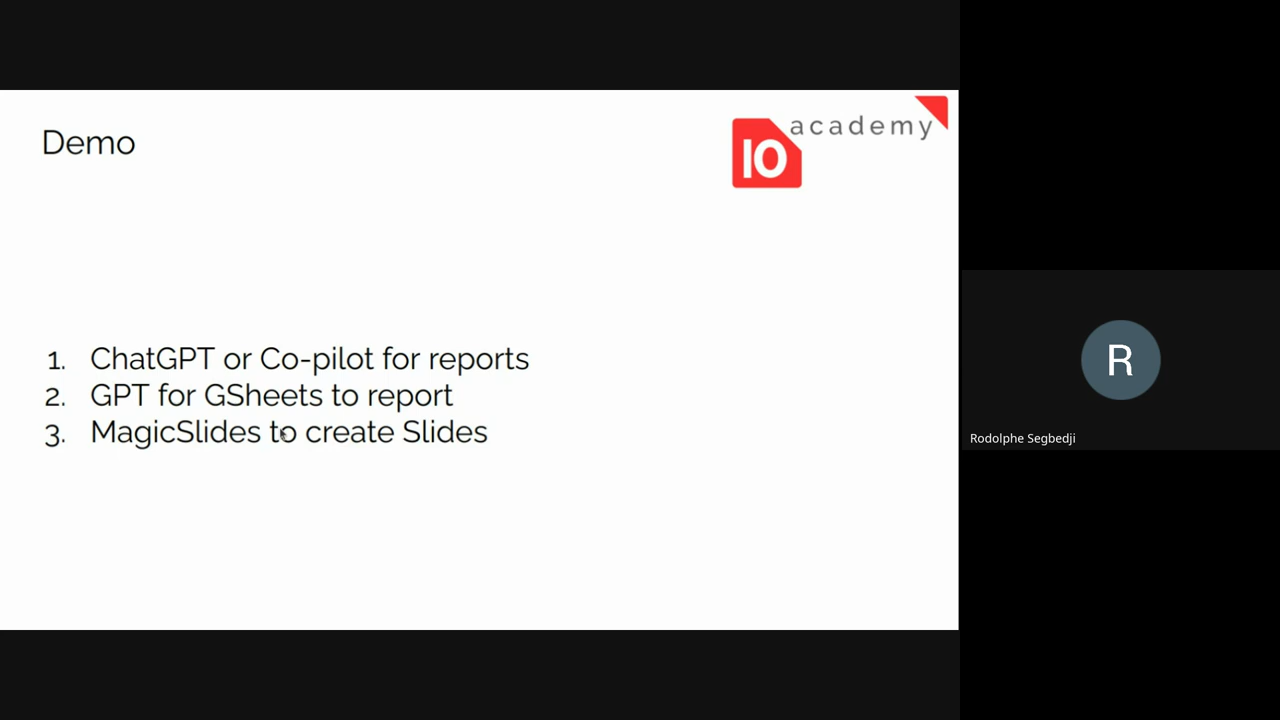 Demo
academy
10
1. ChatGPT or Co-pilot for reports
2. GPT for GSheets to report
3. MagicSlides to create Slides
R
Rodolphe Segbedji